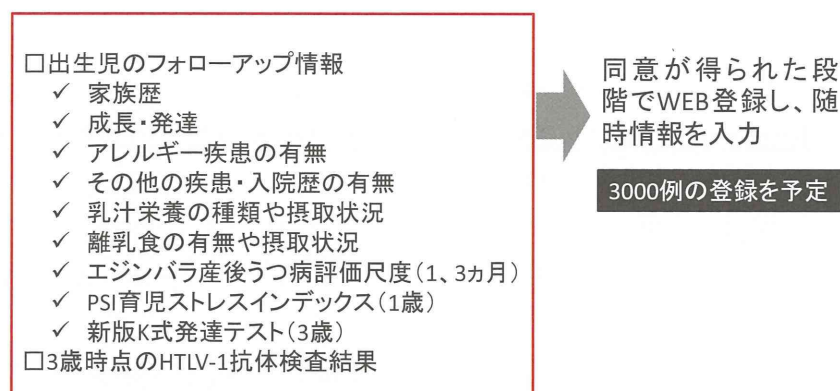 □出生児のフォローアップ情報
✓ 家族歴
✓ 成長・発達
✓ アレルギー疾患の有無
✓ その他の疾患・入院歴の有無
✓ 乳汁栄養の種類や摂取状況
✓ 離乳食の有無や摂取状況
✓ エジンバラ産後うつ病評価尺度(1、3ヵ月)
✓ PSI育児ストレスインデックス(1歳)
✓ 新版K式発達テスト(3歳)
□3歳時点のHTLV-1抗体検査結果
同意が得られた段
階でWEB登録し、随
時情報を入力
3000例の登録を予定